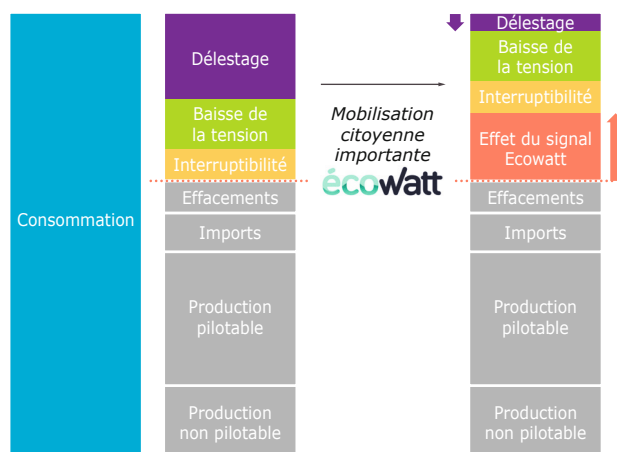 Consommation
Délestage
Baisse de
la tension
Interruptibilité
Effacements
Imports
Production
pilotable
Production
non pilotable
Mobilisation
citoyenne
importante
écowatt
Délestage
Baisse de
la tension
Interruptibilité
Effet du signal
Ecowatt
Effacements
Imports
Production
pilotable
Production
non pilotable